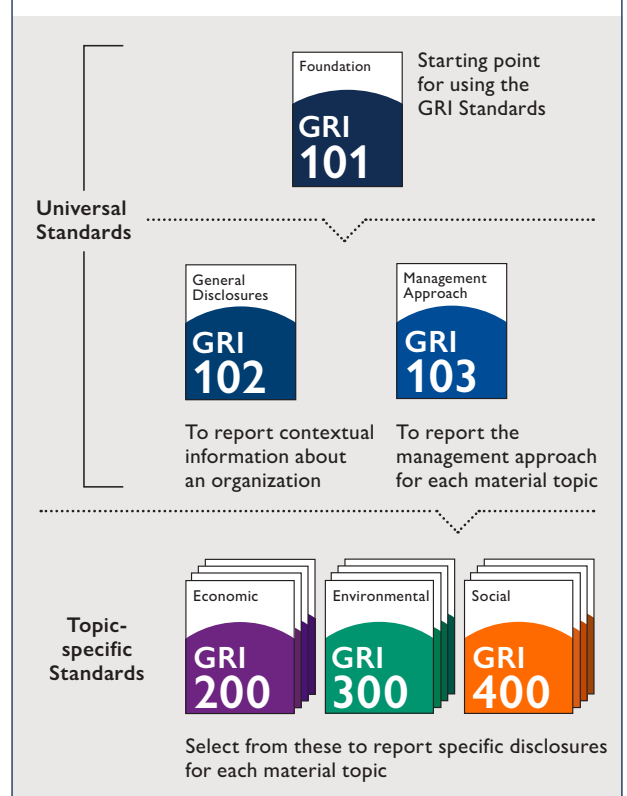 Foundation
GRI
101
Starting point
for using the
GRI Standards
Universal
Standards
General
Disclosures
GRI
102
Management
Approach
GRI
103
To report contextual
information about
an organization
To report the
management approach
for each material topic
Topic-
specific
Standards
Economic
GRI
200
Environmental
GRI
300
Social
GRI
400
Select from these to report specific disclosures
for each material topic